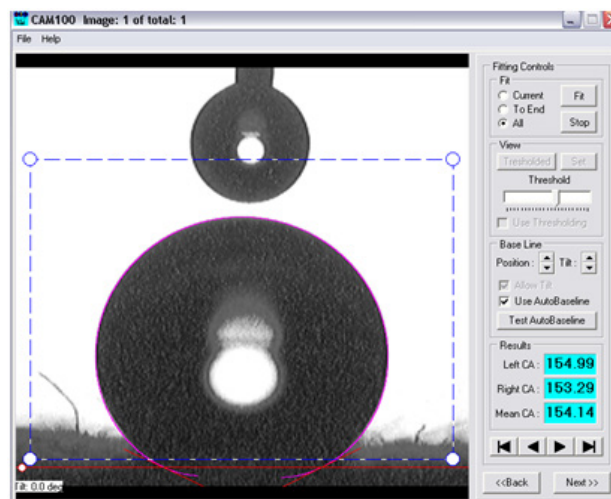 CAM100 Image: 1 of total: 1
File Help
Fitting Controls
Fit
Current
To End
All
Fit
Stop
View
Tresholded
Set
Threshold
Use Thresholding
Base Line
Position :
Tilt :
Allow Tilt
Use AutoBaseline
Test AutoBaseline
Results
Left CA : 154.99
Right CA : 153.29
Mean CA : 154.14
Tilt: 0.0 deg
<<Back
Next >>